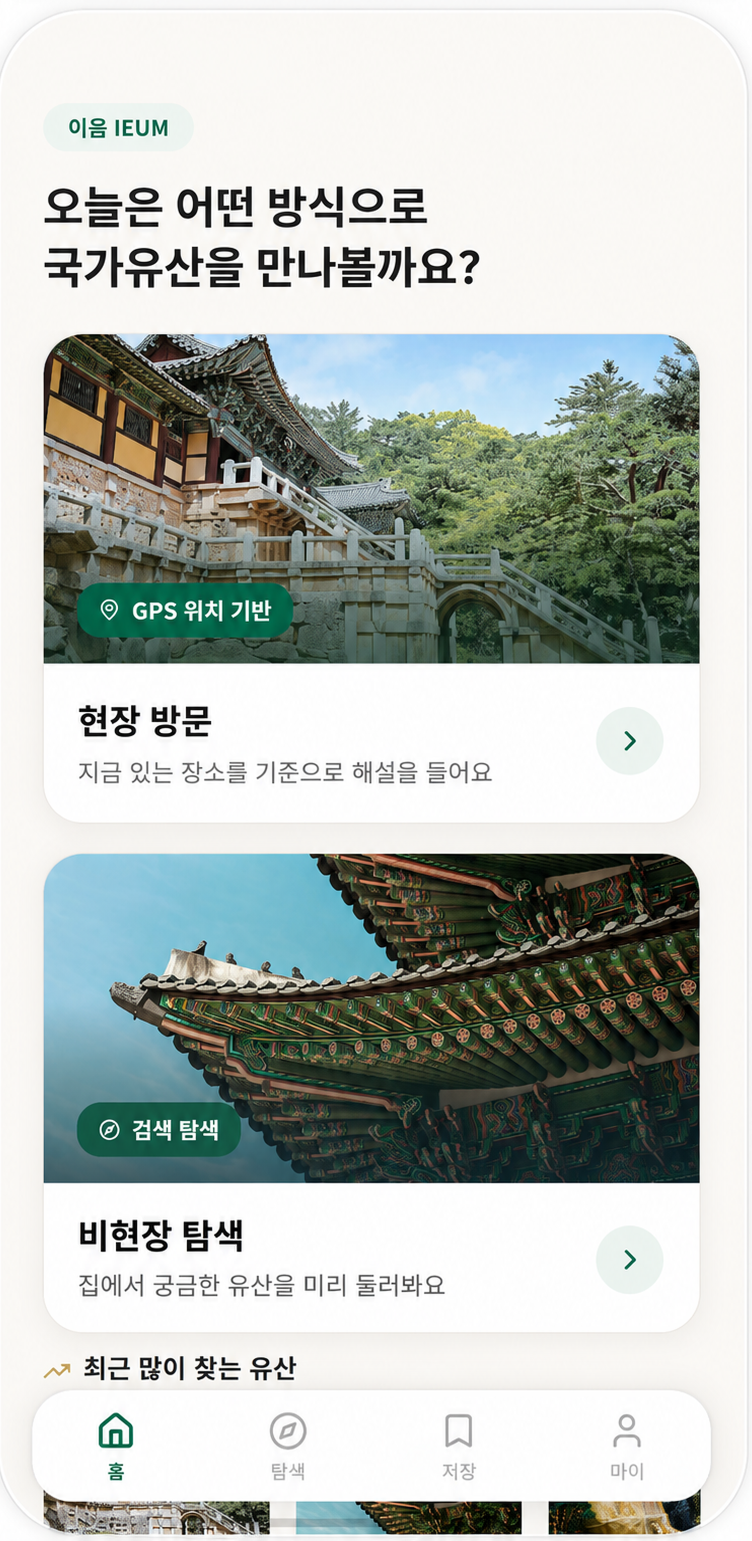 이음 IEUM
오늘은 어떤 방식으로
국가유산을 만나볼까요?
GPS 위치 기반
현장 방문
지금 있는 장소를 기준으로 해설을 들어요
검색 탐색
비현장 탐색
집에서 궁금한 유산을 미리 둘러봐요
최근 많이 찾는 유산
홈
탐색
저장
마이